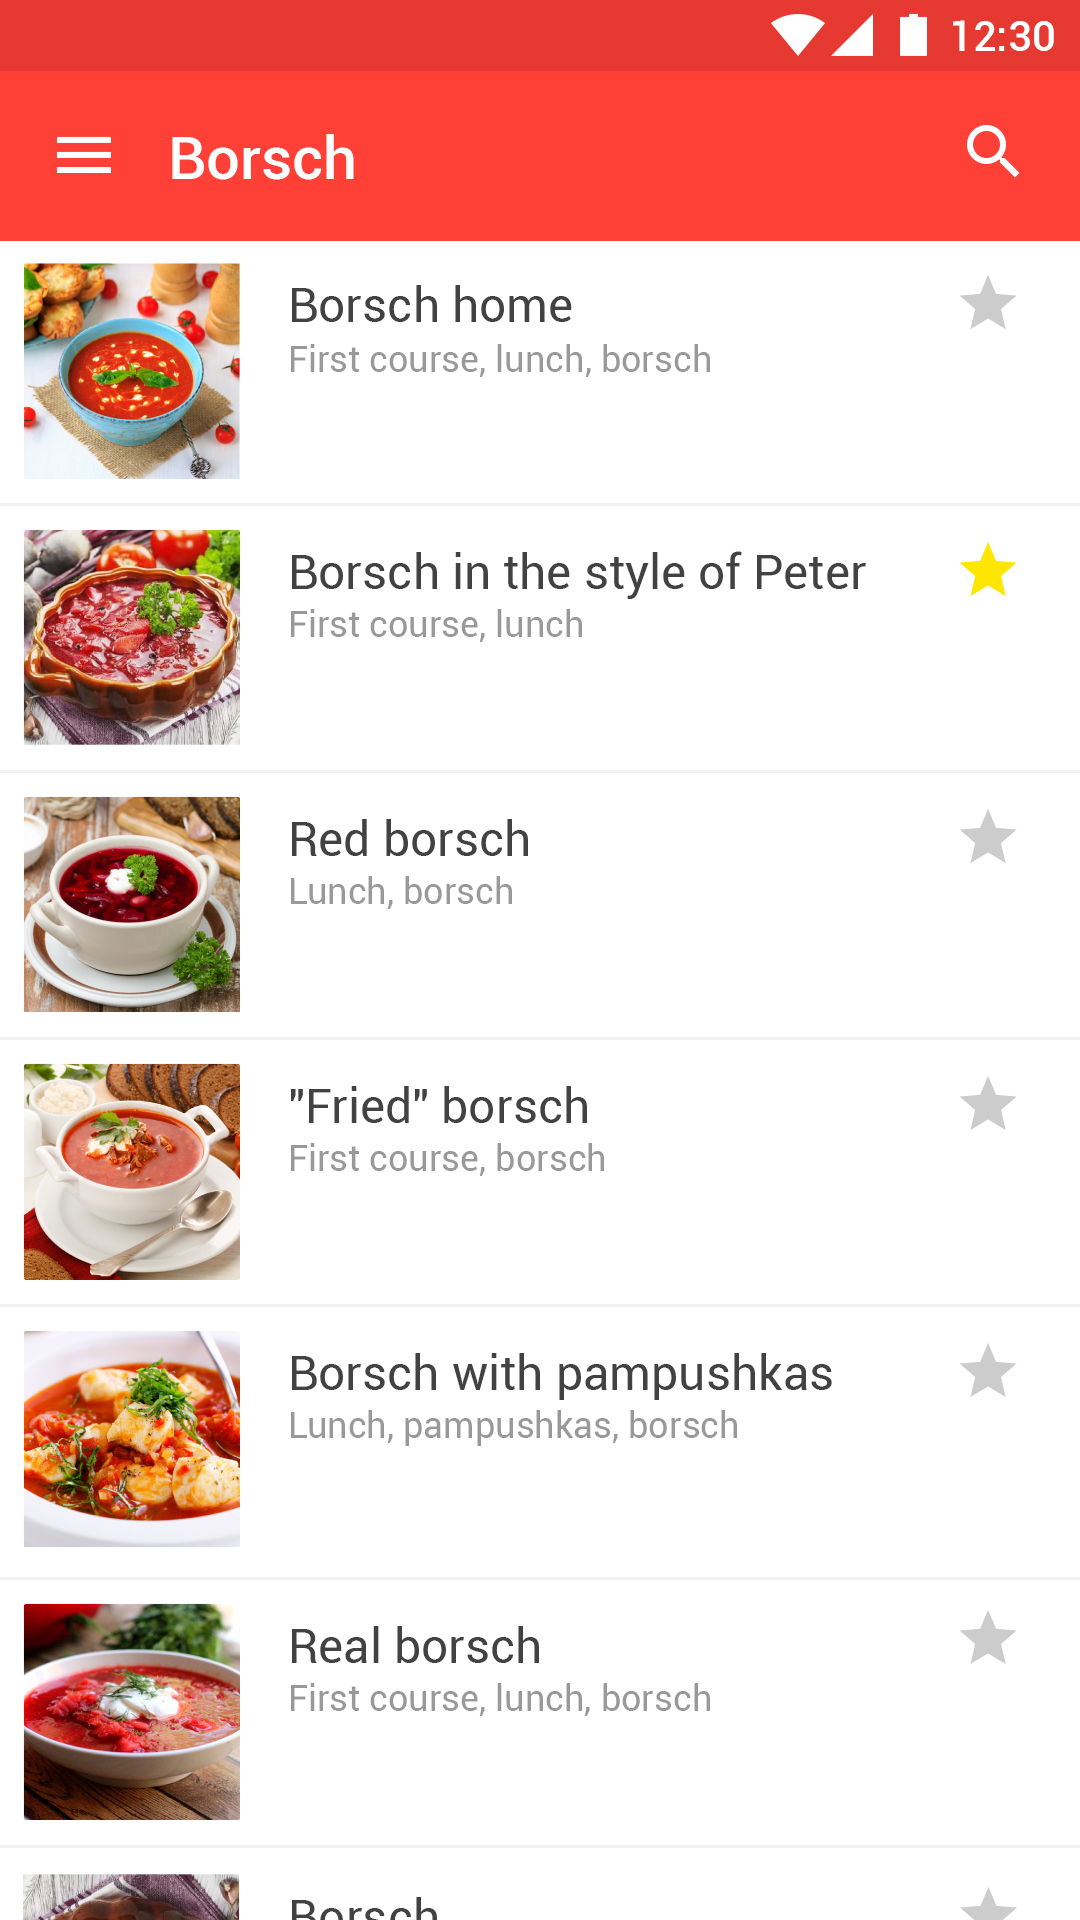 12:30
Borsch
Borsch home
First course, lunch, borsch
Borsch in the style of Peter
First course, lunch
Red borsch
Lunch, borsch
"Fried" borsch
First course, borsch
Borsch with pampushkas
Lunch, pampushkas, borsch
Real borsch
First course, lunch, borsch
Borsch